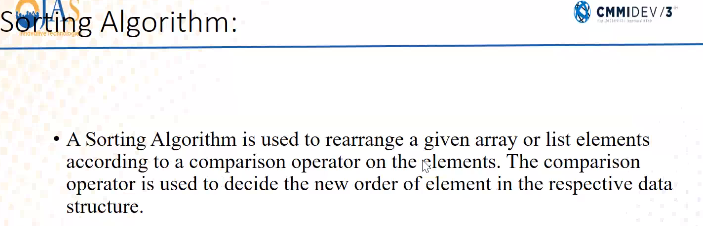 Sorting Algorithm:
CMMIDEV/3
• A Sorting Algorithm is used to rearrange a given array or list elements
according to a comparison operator on the elements. The comparison
operator is used to decide the new order of element in the respective data
structure.